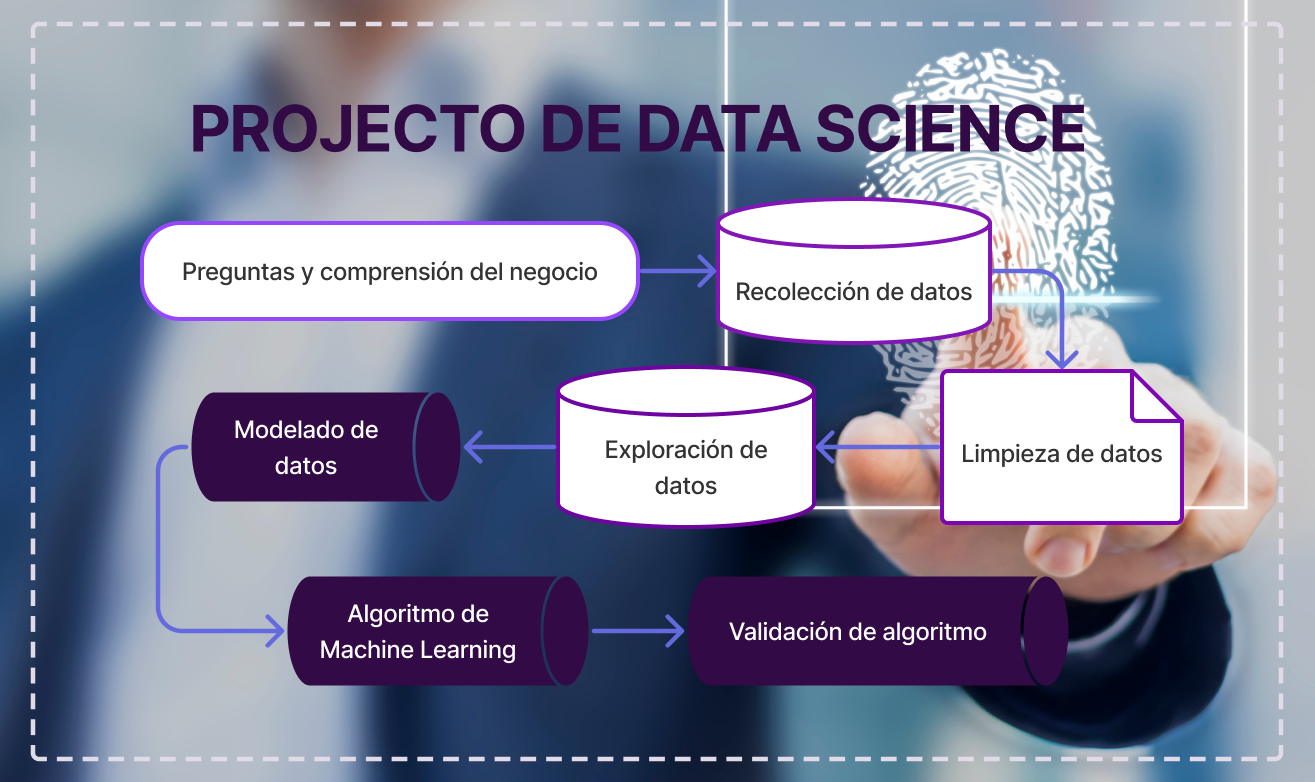 PROJECTO DE DATA SCIENCE
Preguntas y comprensión del negocio
Recolección de datos
Limpieza de datos
Exploración de
datos
Modelado de
datos
Algoritmo de
Machine Learning
Validación de algoritmo